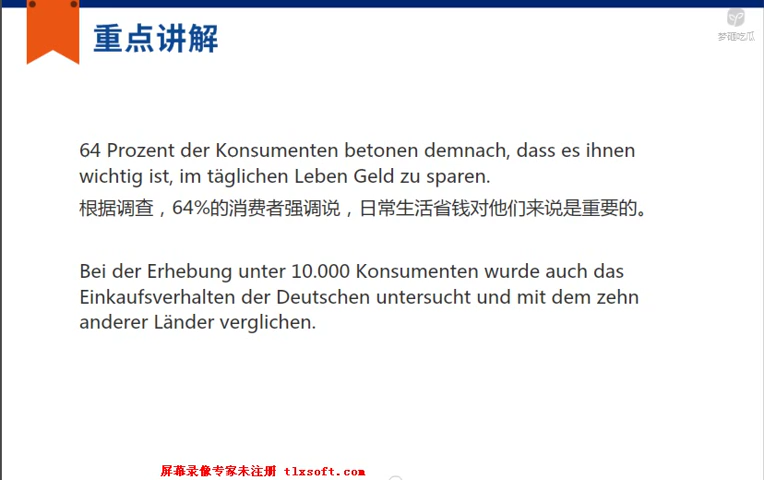 重点讲解
梦砸吃瓜
64 Prozent der Konsumenten betonen demnach, dass es ihnen
wichtig ist, im täglichen Leben Geld zu sparen.
根据调查，64%的消费者强调说，日常生活省钱对他们来说是重要的。
Bei der Erhebung unter 10.000 Konsumenten wurde auch das
Einkaufsverhalten der Deutschen untersucht und mit dem zehn
anderer Länder verglichen.
屏幕录像专家未注册 tlxsoft.com